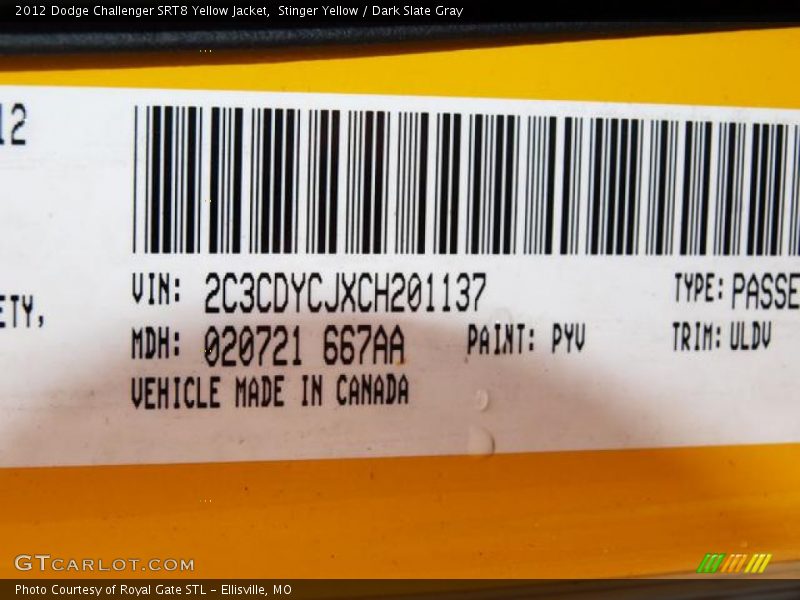 2012 Dodge Challenger SRT8 Yellow Jacket,  Stinger Yellow / Dark Slate Gray
12
VIN: 2C3CDYCJXCH201137 TYPE: PASSE
ETY,
MDH: 020721 667AA PAINT: PYV TRIM: ULDV
VEHICLE MADE IN CANADA
GTCARLOT.COM
Photo Courtesy of Royal Gate STL - Ellisville, MO